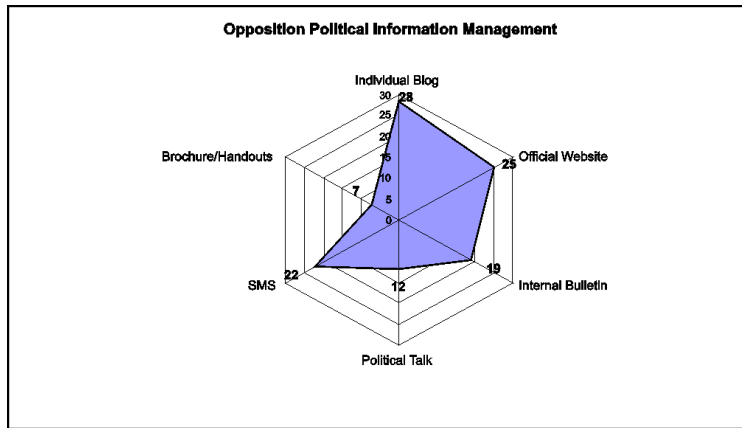 Opposition Political Information Management
Individual Blog
30
28
25
20
15
10
5
0
Official Website
25
Internal Bulletin
19
Political Talk
12
SMS
22
Brochure/Handouts
7